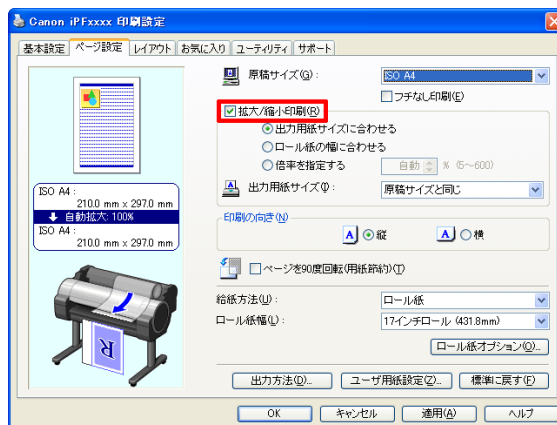 Canon iPFxxxx 印刷設定
基本設定 ページ設定 レイアウト お気に入り ユーティリティ サポート
原稿サイズ(G): ISO A4
フチなし印刷(E)
拡大/縮小印刷(R)
出力用紙サイズに合わせる
ロール紙の幅に合わせる
倍率を指定する 自動 % (5～600)
出力用紙サイズ(I): 原稿サイズと同じ
ISO A4:
210.0 mm x 297.0 mm
自動拡大: 100%
ISO A4:
210.0 mm x 297.0 mm
印刷の向き(N)
A 縦 A 横
ページを90度回転(用紙節約)(T)
給紙方法(U): ロール紙
ロール紙幅(L): 17インチロール (431.8mm)
ロール紙オプション(O)...
R
出力方法(D)... ユーザ用紙設定(Z)... 標準に戻す(F)
OK キャンセル 適用(A) ヘルプ